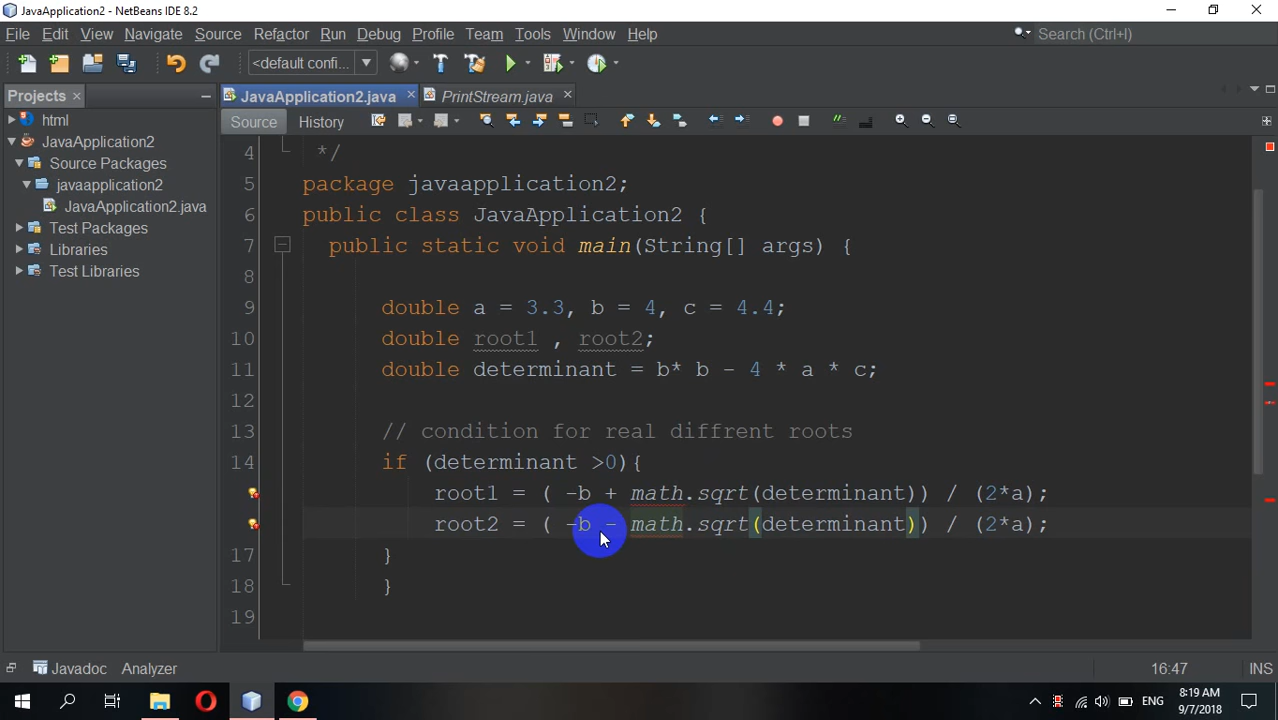 JavaApplication2 - NetBeans IDE 8.2
File Edit View Navigate Source Refactor Run Debug Profile Team Tools Window Help Search (Ctrl+I)
<default confi...
Projects
JavaApplication2.java PrintStream.java
html
Source History
JavaApplication2
Source Packages
javaapplication2
JavaApplication2.java
Test Packages
Libraries
Test Libraries
4 */
5 package javaapplication2;
6 public class JavaApplication2 {
7 public static void main(String[] args) {
8
9 double a = 3.3, b = 4, c = 4.4;
10 double root1 , root2;
11 double determinant = b* b - 4 * a * c;
12
13 // condition for real diffrent roots
14 if (determinant >0){
root1 = ( -b + math.sqrt(determinant)) / (2*a);
root2 = ( -b - math.sqrt(determinant)) / (2*a);
17 }
18 }
19
Javadoc Analyzer 16:47 INS
ENG 8:19 AM
9/7/2018